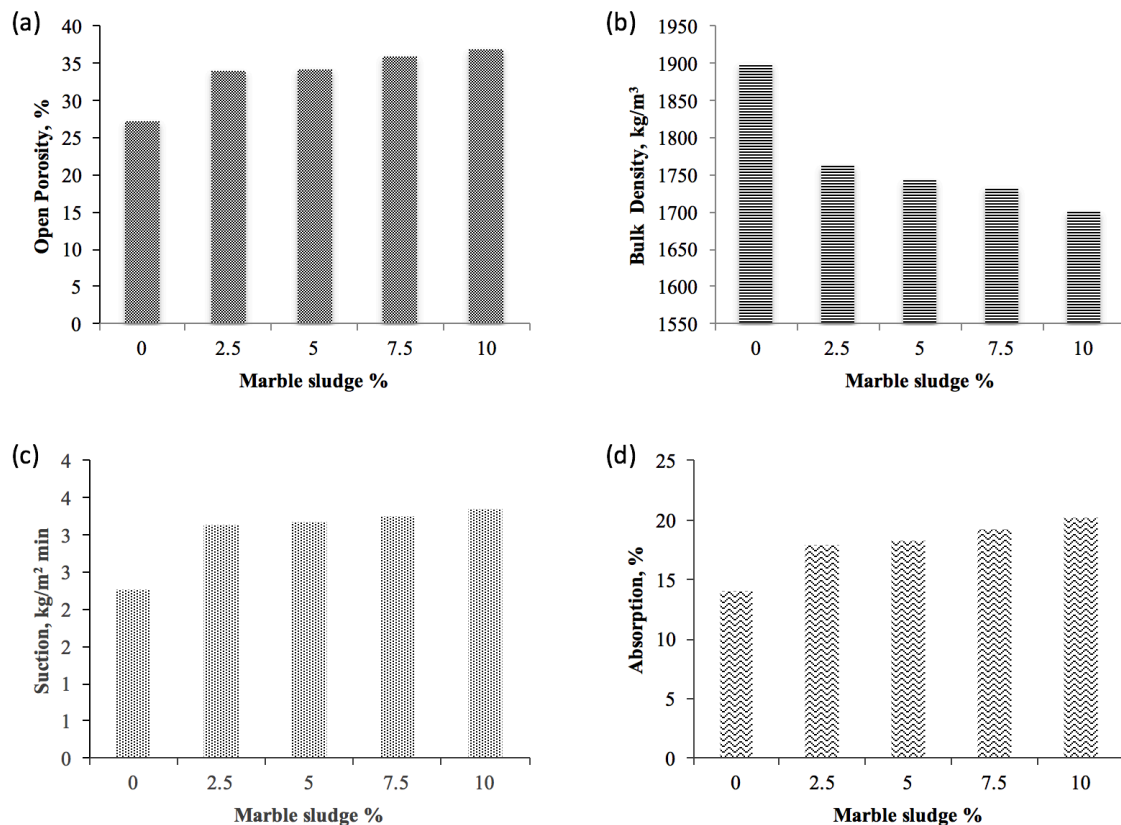 (a)
Open Porosity, %
40
35
30
25
20
15
10
5
0
0 2.5 5 7.5 10
Marble sludge %
(b)
Bulk Density, kg/m³
1950
1900
1850
1800
1750
1700
1650
1600
1550
0 2.5 5 7.5 10
Marble sludge %
(c)
Suction, kg/m² min
4
4
3
3
2
2
1
1
0
0 2.5 5 7.5 10
Marble sludge %
(d)
Absorption, %
25
20
15
10
5
0
0 2.5 5 7.5 10
Marble sludge %